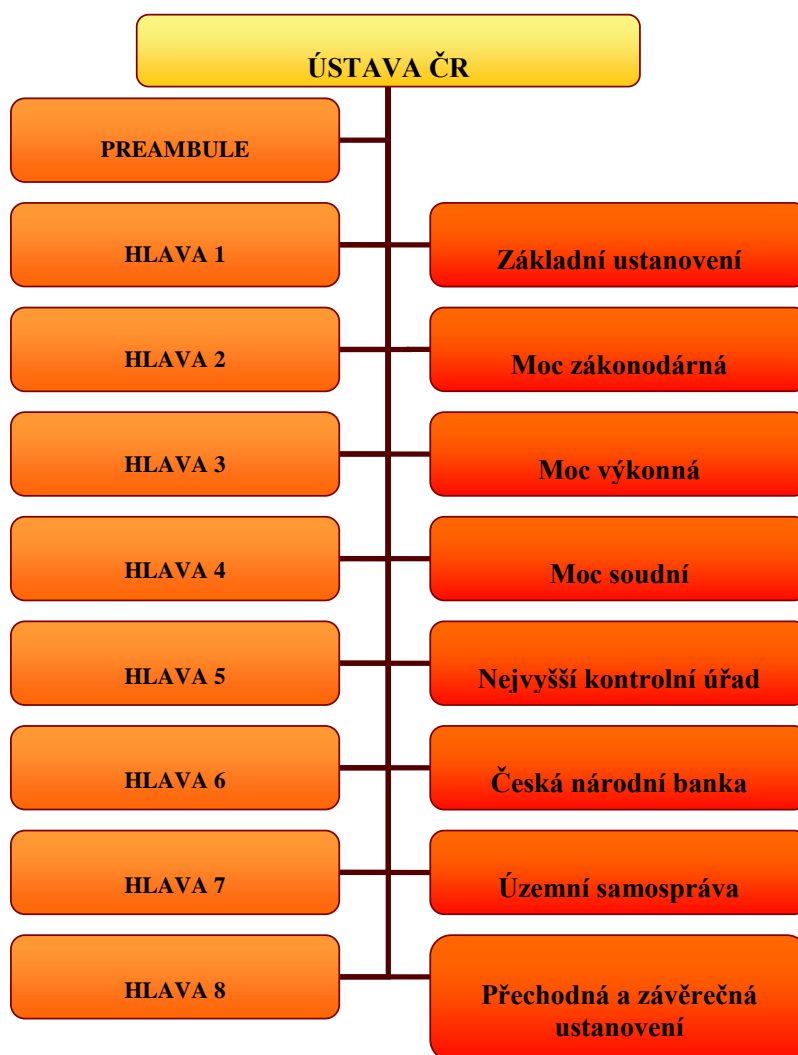 ÚSTAVA ČR
PREAMBULE
HLAVA 1
Základní ustanovení
HLAVA 2
Moc zákonodárná
HLAVA 3
Moc výkonná
HLAVA 4
Moc soudní
HLAVA 5
Nejvyšší kontrolní úřad
HLAVA 6
Česká národní banka
HLAVA 7
Územní samospráva
HLAVA 8
Přechodná a závěrečná
ustanovení